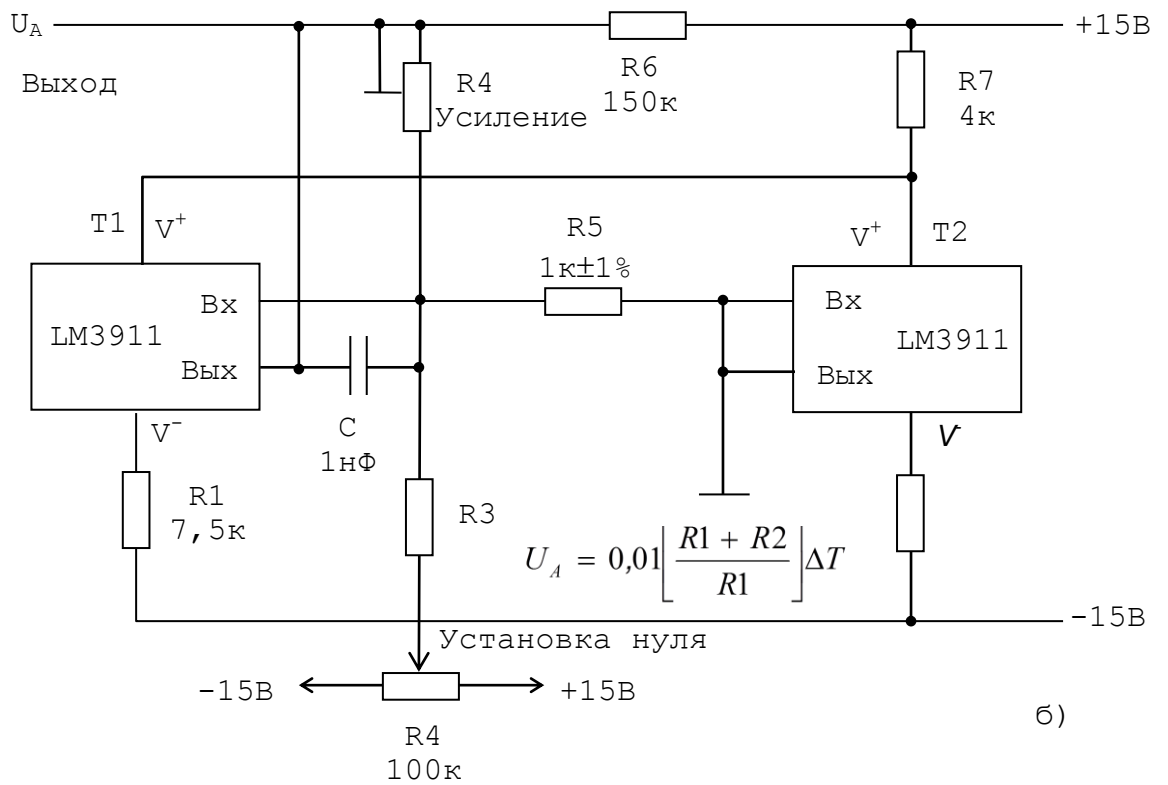 U_A
+15В
Выход
R6
150к
R4
Усиление
R7
4к
T1
V⁺
R5
1к±1%
V⁺
T2
Вх
LM3911
Вых
Вх
LM3911
Вых
V⁻
C
1нФ
V⁻
R1
7,5к
R3
U_A = 0,01[(R1 + R2)/R1]ΔT
Установка нуля
-15В
-15В
+15В
R4
100к
б)